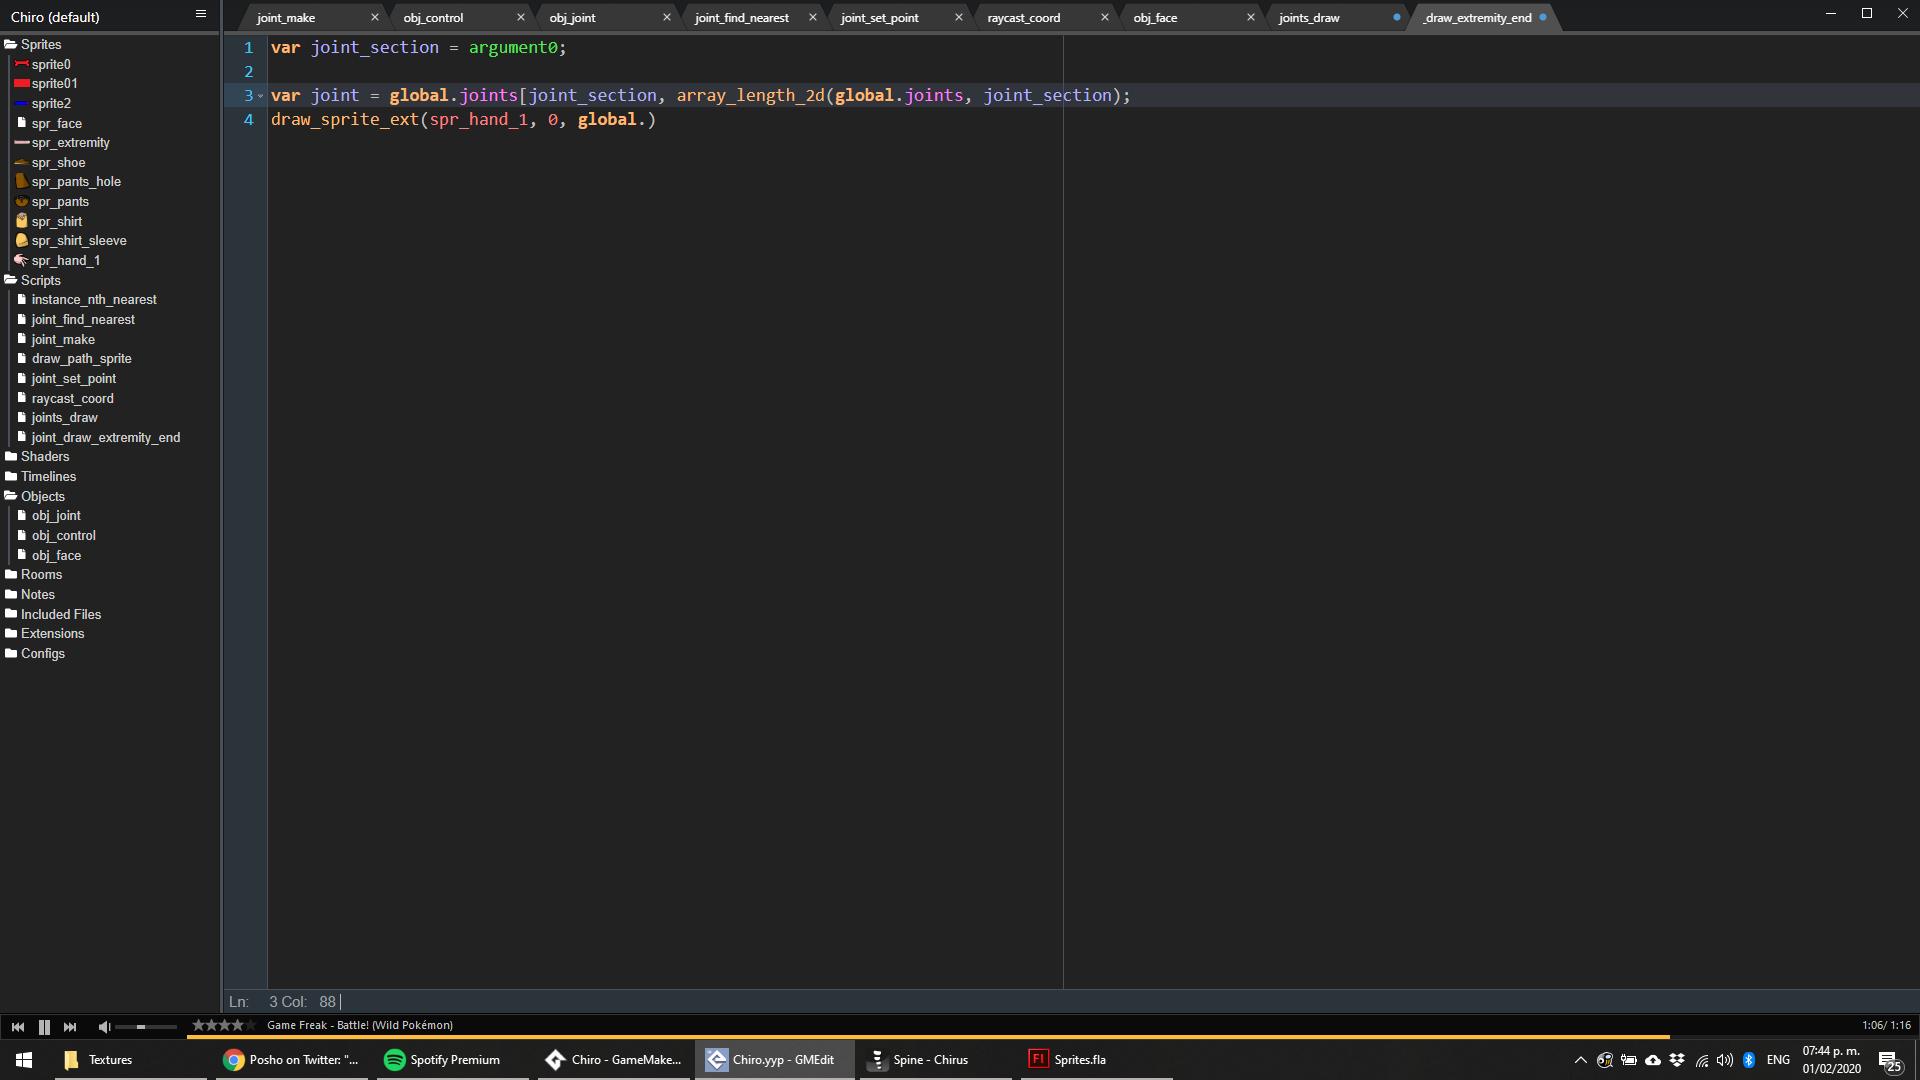 Chiro (default)
joint_make
obj_control
obj_joint
joint_find_nearest
joint_set_point
raycast_coord
obj_face
joints_draw
_draw_extremity_end
Sprites
sprite0
sprite01
sprite2
spr_face
spr_extremity
spr_shoe
spr_pants_hole
spr_pants
spr_shirt
spr_shirt_sleeve
spr_hand_1
Scripts
instance_nth_nearest
joint_find_nearest
joint_make
draw_path_sprite
joint_set_point
raycast_coord
joints_draw
joint_draw_extremity_end
Shaders
Timelines
Objects
obj_joint
obj_control
obj_face
Rooms
Notes
Included Files
Extensions
Configs
1 var joint_section = argument0;
2
3 var joint = global.joints[joint_section, array_length_2d(global.joints, joint_section);
4 draw_sprite_ext(spr_hand_1, 0, global.)
Ln: 3 Col: 88
Game Freak - Battle! (Wild Pokémon)
1:06/ 1:16
Textures
Posho on Twitter: "...
Spotify Premium
Chiro - GameMake...
Chiro.yyp - GMEdit
Spine - Chirus
Fl
Sprites.fla
ENG
07:44 p. m.
01/02/2020
25